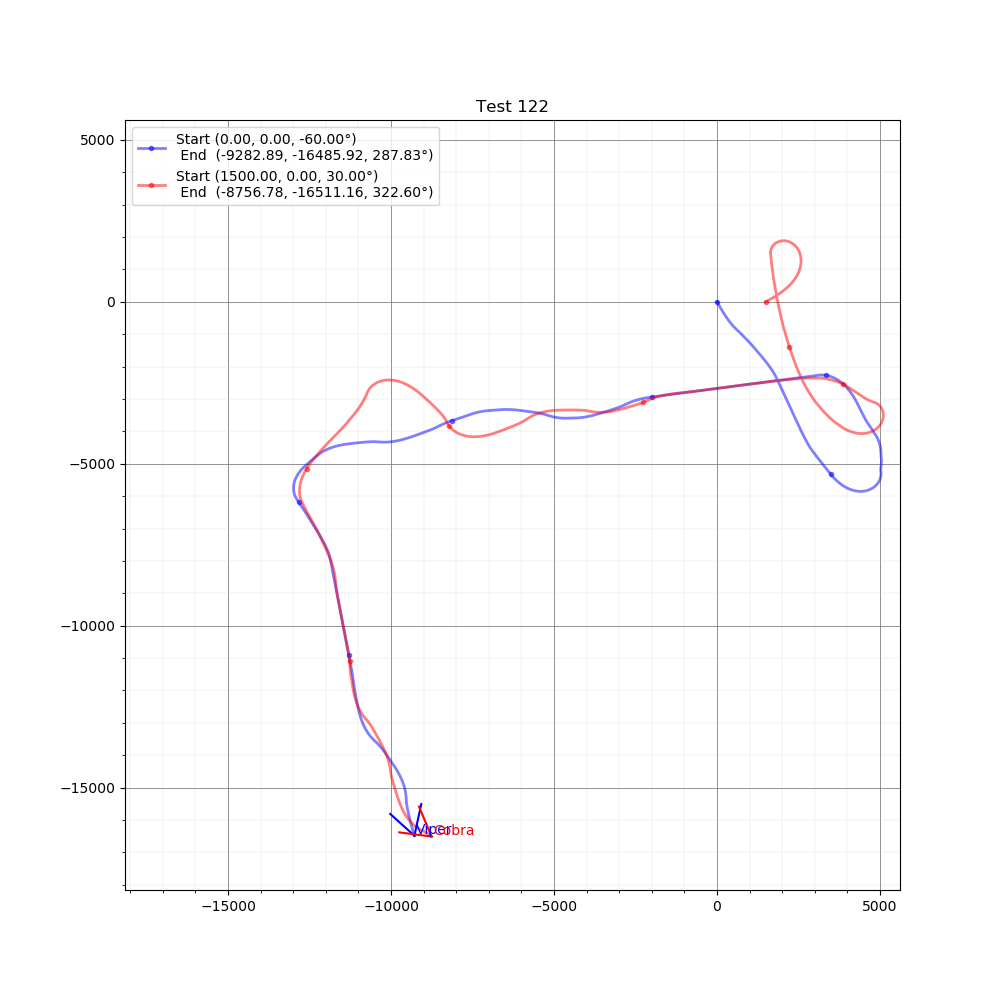 Test 122
Start (0.00, 0.00, -60.00°)
End (-9282.89, -16485.92, 287.83°)
Start (1500.00, 0.00, 30.00°)
End (-8756.78, -16511.16, 322.60°)
5000
0
−5000
−10000
−15000
Viper
Cobra
−15000
−10000
−5000
0
5000